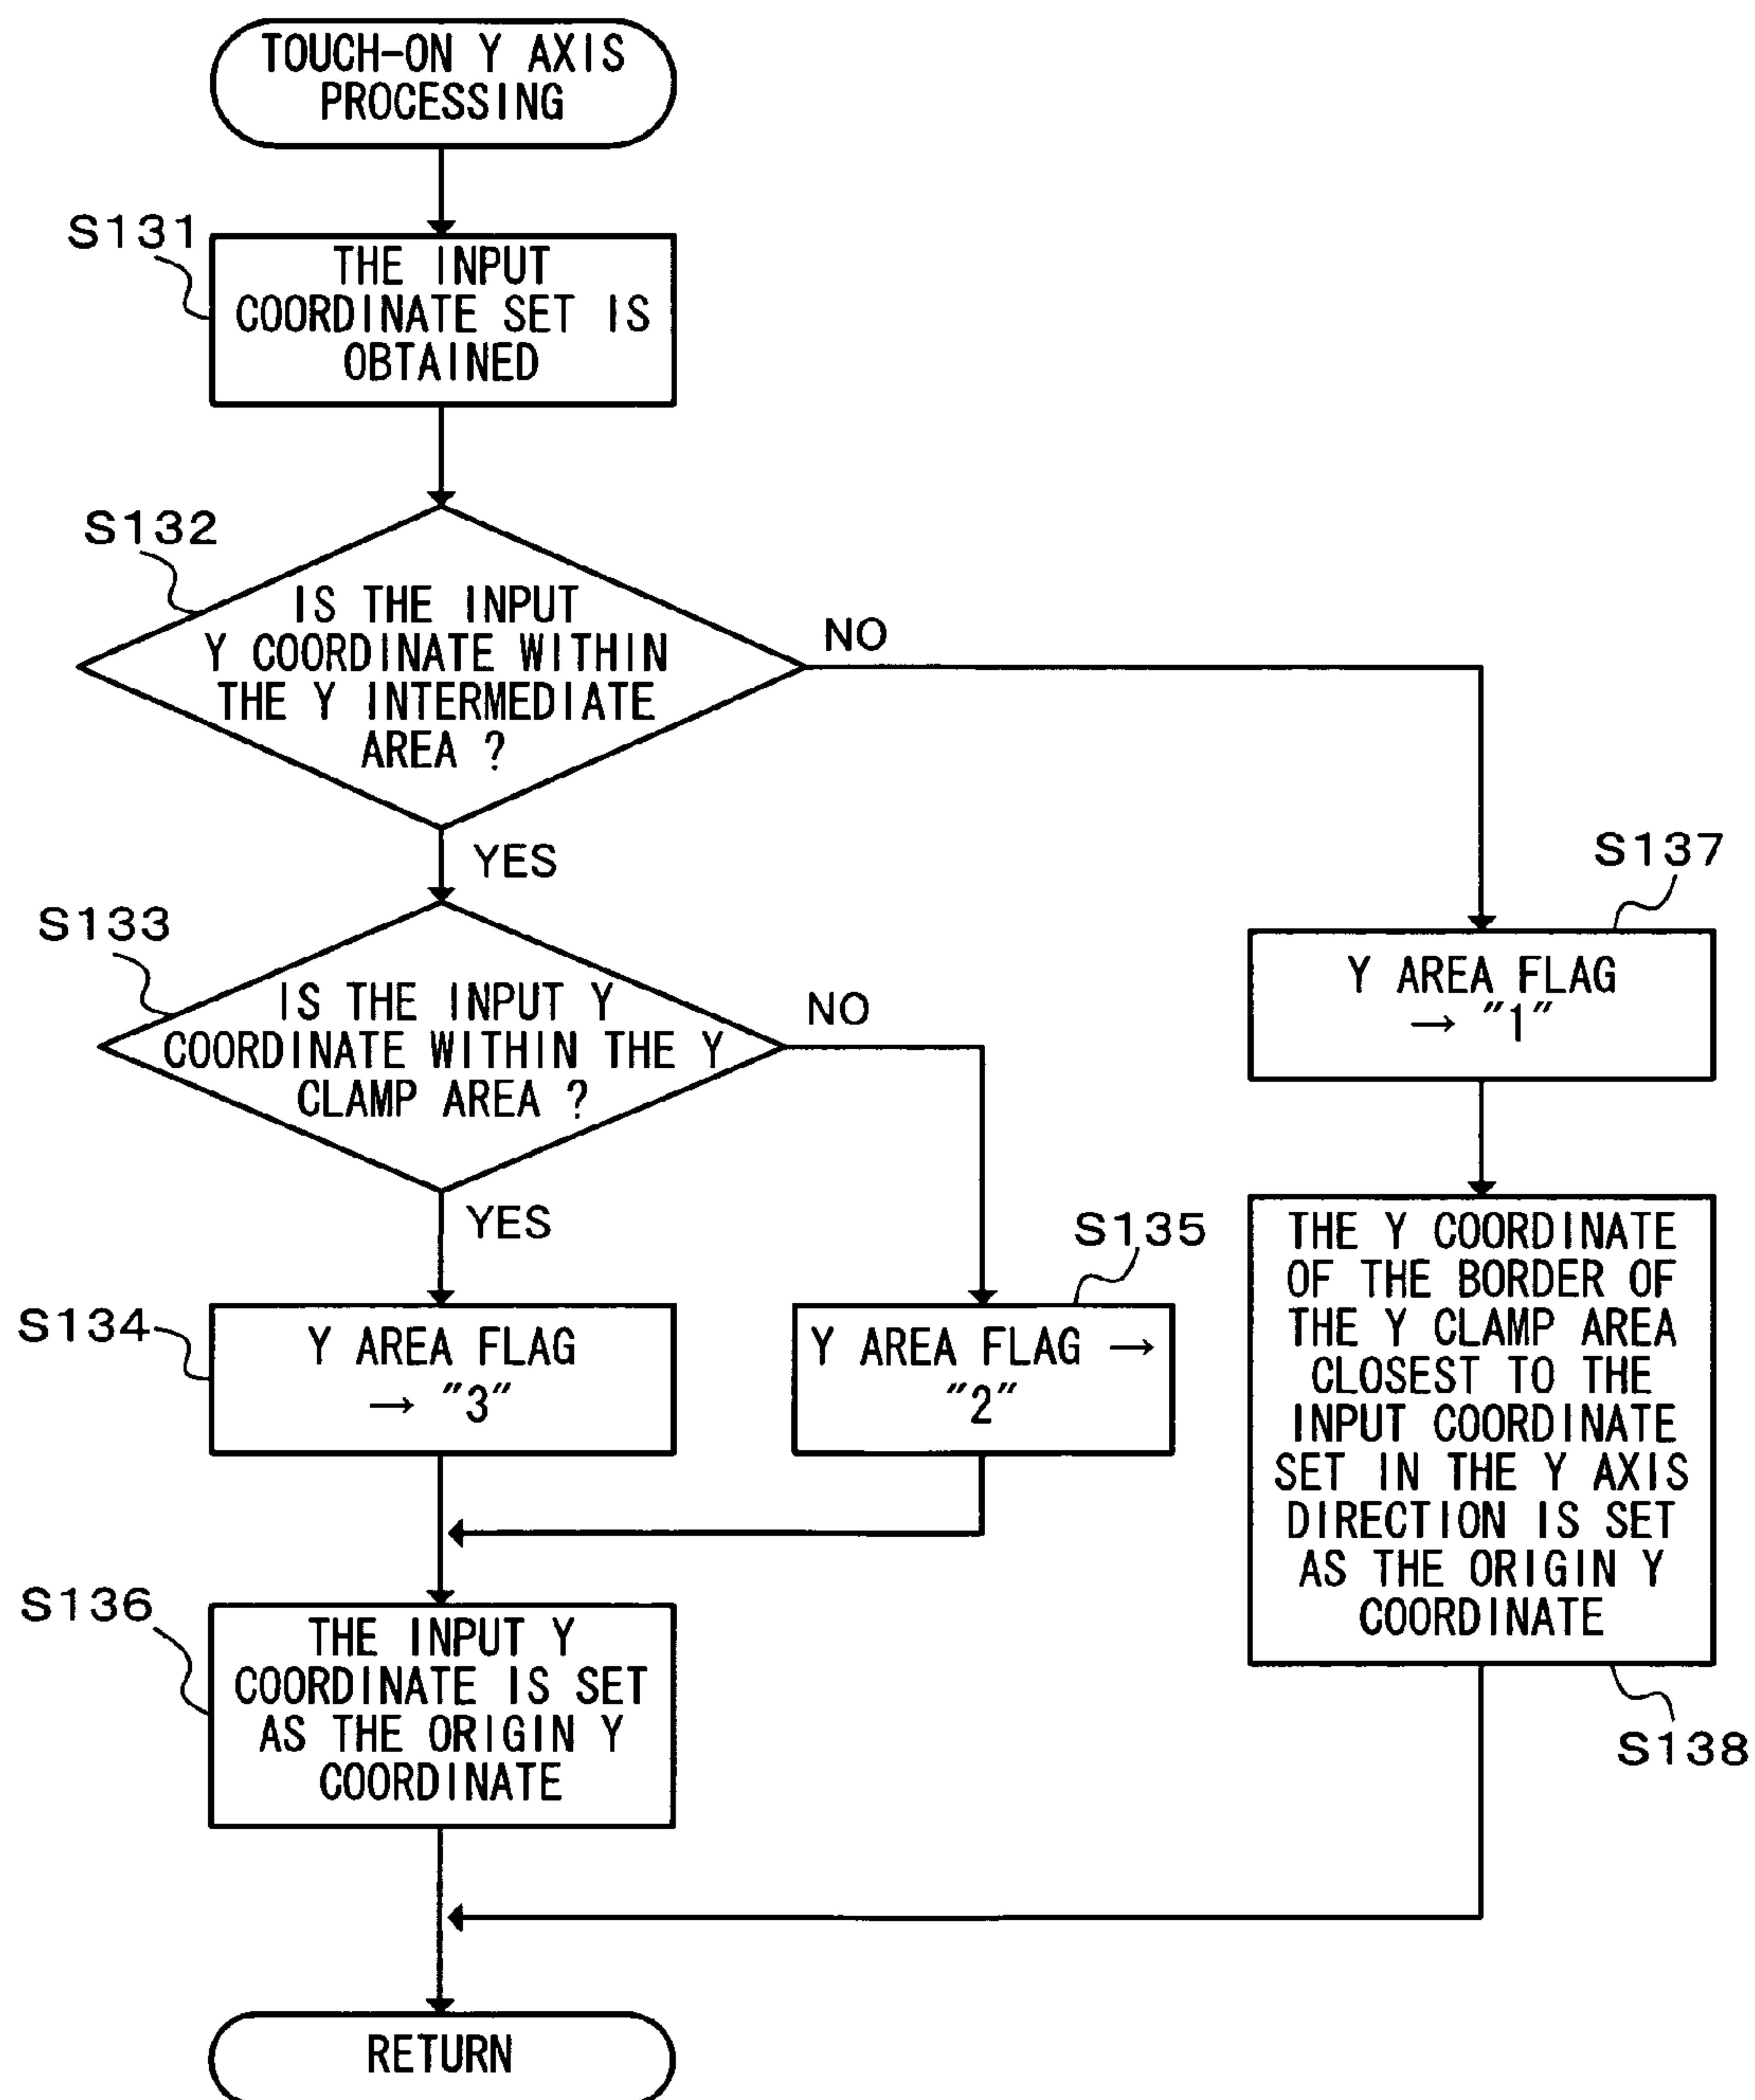 TOUCH-ON Y AXIS
PROCESSING
S131
THE INPUT
COORDINATE SET IS
OBTAINED
S132
IS THE INPUT
Y COORDINATE WITHIN
THE Y INTERMEDIATE
AREA ?
NO
YES
S133
IS THE INPUT Y
COORDINATE WITHIN THE Y
CLAMP AREA ?
NO
YES
S134
Y AREA FLAG
→ "3"
S135
Y AREA FLAG →
"2"
S136
THE INPUT Y
COORDINATE IS SET
AS THE ORIGIN Y
COORDINATE
S137
Y AREA FLAG
→ "1"
THE Y COORDINATE
OF THE BORDER OF
THE Y CLAMP AREA
CLOSEST TO THE
INPUT COORDINATE
SET IN THE Y AXIS
DIRECTION IS SET
AS THE ORIGIN Y
COORDINATE
S138
RETURN